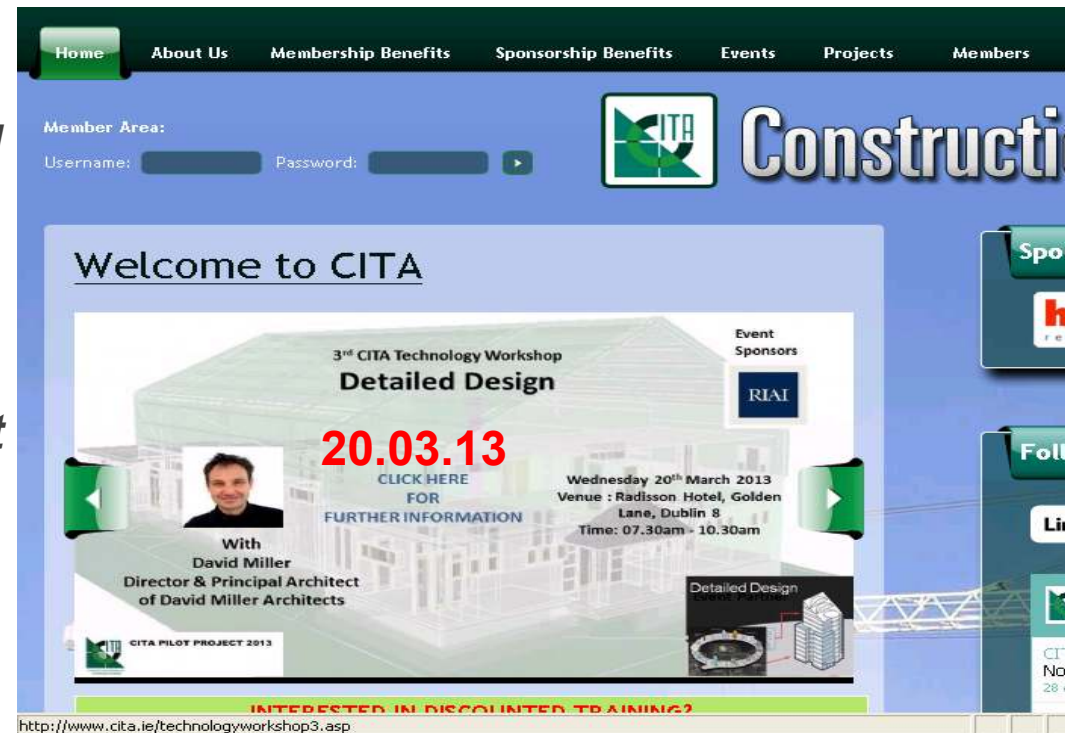 Home About Us Membership Benefits Sponsorship Benefits Events Projects Members
Member Area:
Username: Password:
CITA
Constructi
Welcome to CITA
3rd CITA Technology Workshop
Detailed Design
Event
Sponsors
RIAI
20.03.13
CLICK HERE
FOR
FURTHER INFORMATION
Wednesday 20th March 2013
Venue : Radisson Hotel, Golden
Lane, Dublin 8
Time: 07.30am - 10.30am
With
David Miller
Director & Principal Architect
of David Miller Architects
Detailed Design
CITA PILOT PROJECT 2013
INTERESTED IN DISCOUNTED TRAINING?
http://www.cita.ie/technologyworkshop3.asp
Spo
Foll
Li
CIT
No
28